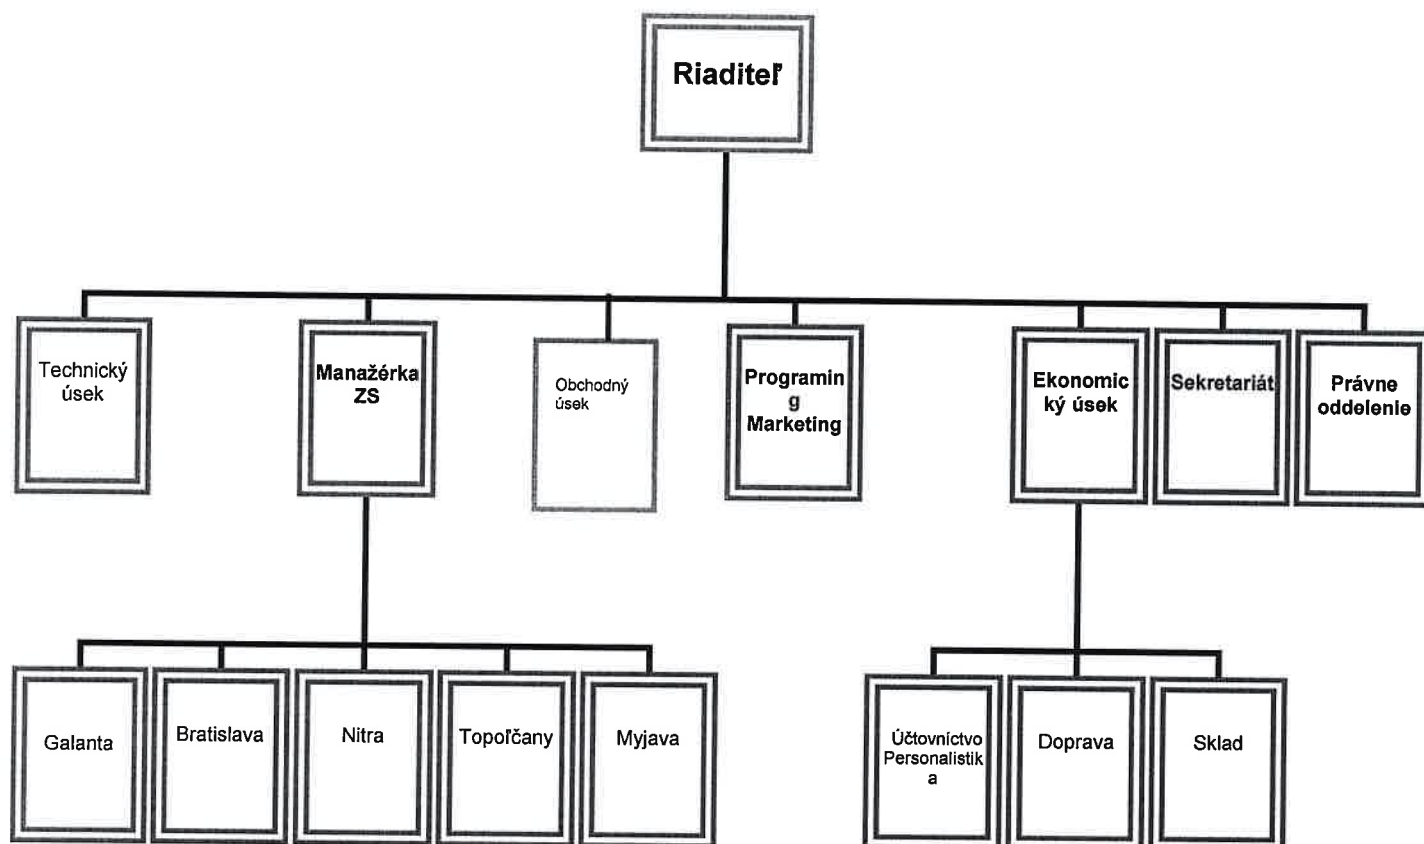 Riaditeľ
Technický
úsek
Manažérka
ZS
Obchodný
úsek
Programin
g
Marketing
Ekonomic
ký úsek
Sekretariát
Právne
oddelenie
Galanta
Bratislava
Nitra
Topoľčany
Myjava
Účtovníctvo
Personalistik
a
Doprava
Sklad